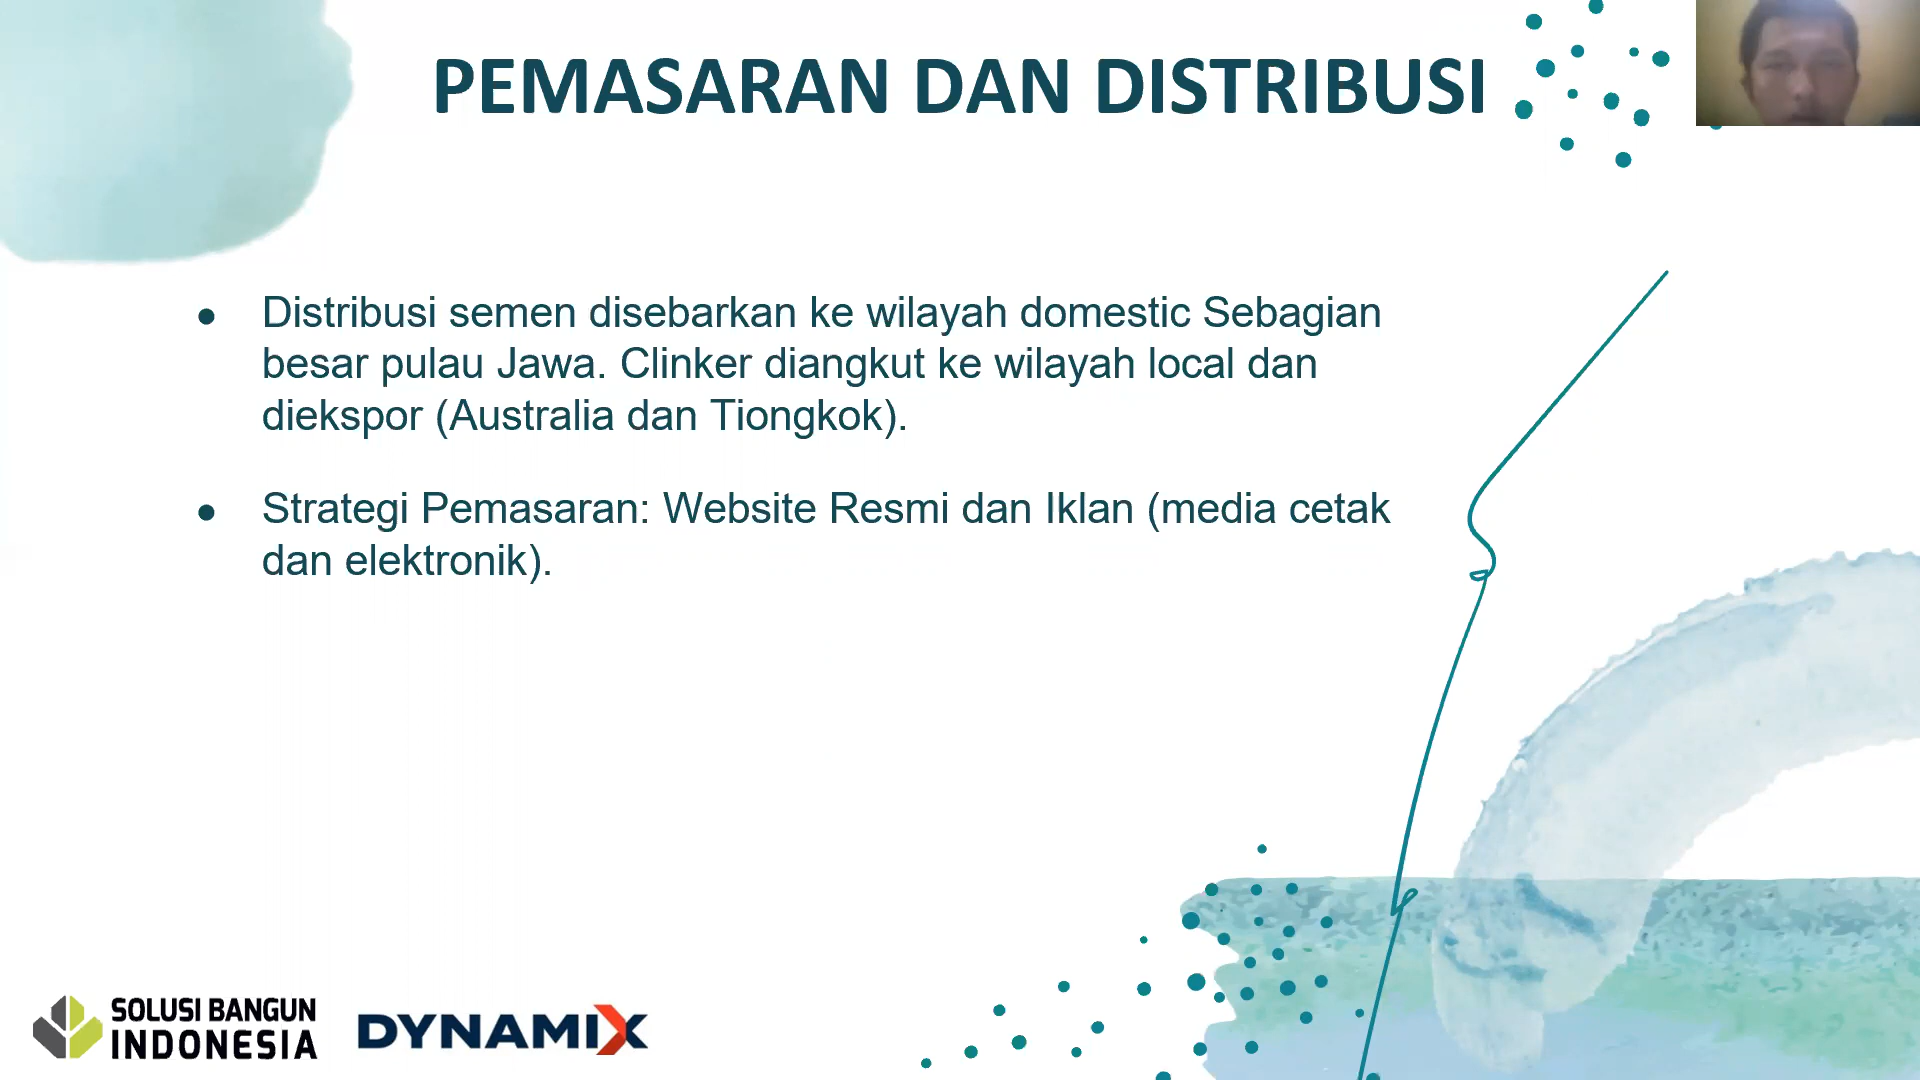 PEMASARAN DAN DISTRIBUSI
● Distribusi semen disebarkan ke wilayah domestic Sebagian
besar pulau Jawa. Clinker diangkut ke wilayah local dan
diekspor (Australia dan Tiongkok).
● Strategi Pemasaran: Website Resmi dan Iklan (media cetak
dan elektronik).
SOLUSI BANGUN
INDONESIA
DYNAMIX